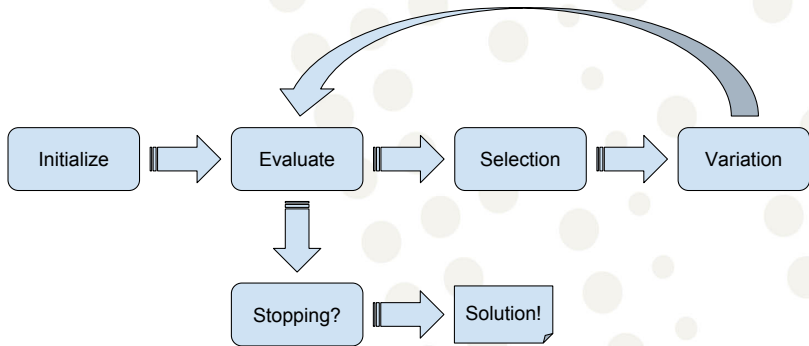 Initialize
Evaluate
Selection
Variation
Stopping?
Solution!